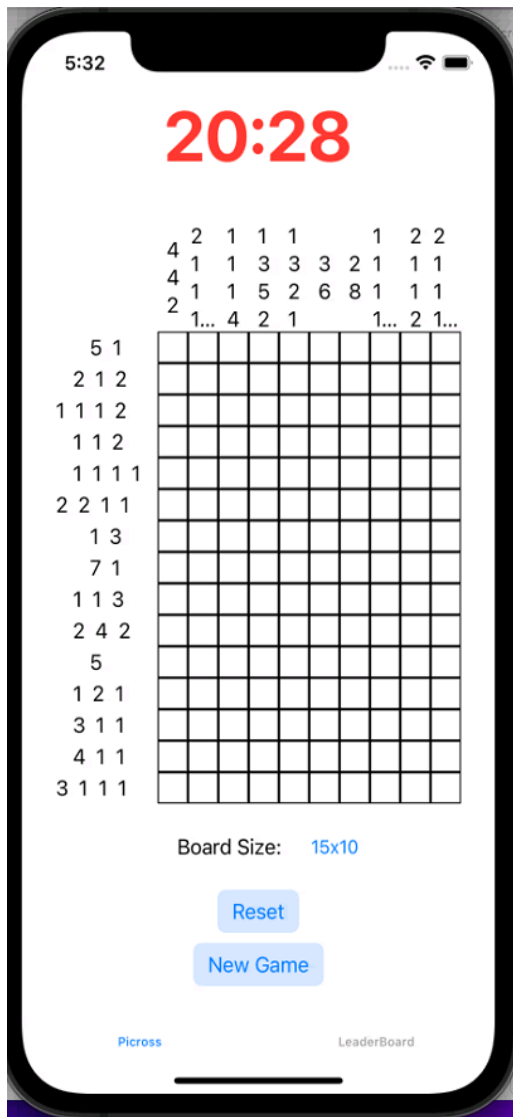 5:32
20:28
2 1 1 1 1 2 2
4 1 1 3 3 3 2 1 1 1
4 1 1 5 2 6 8 1 1 1
2 1... 4 2 1 1... 2 1...
5 1
2 1 2
1 1 1 2
1 1 2
1 1 1 1
2 2 1 1
1 3
7 1
1 1 3
2 4 2
5
1 2 1
3 1 1
4 1 1
3 1 1 1
Board Size: 15x10
Reset
New Game
Picross LeaderBoard